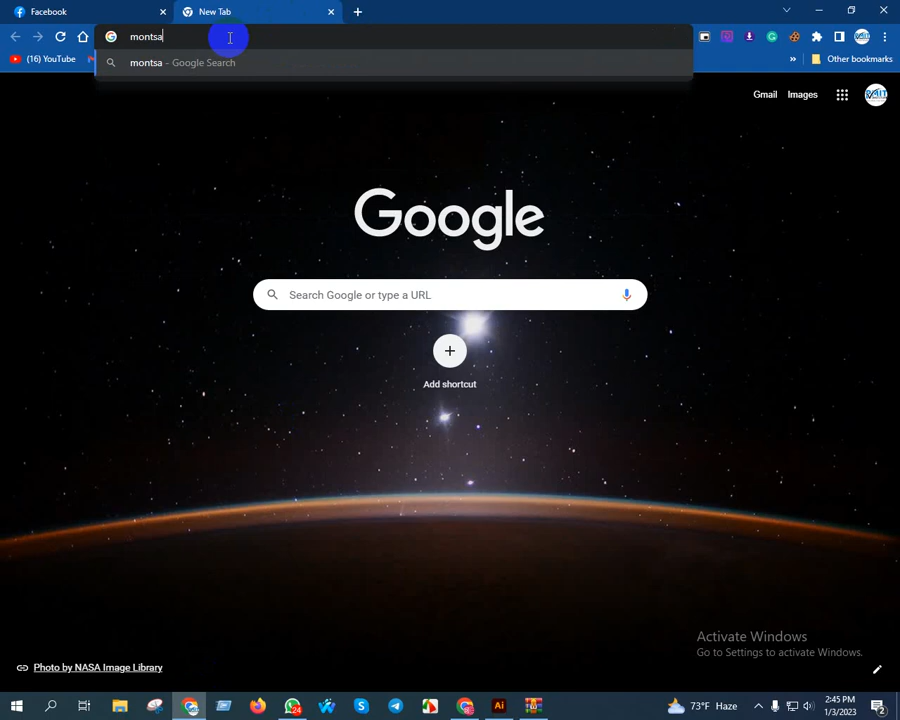 Facebook
New Tab
montsa
montsa - Google Search
(16) YouTube
Other bookmarks
Gmail
Images
Google
Search Google or type a URL
Add shortcut
Activate Windows
Go to Settings to activate Windows.
Photo by NASA Image Library
24
73°F Haze
2:45 PM
1/3/2023
2